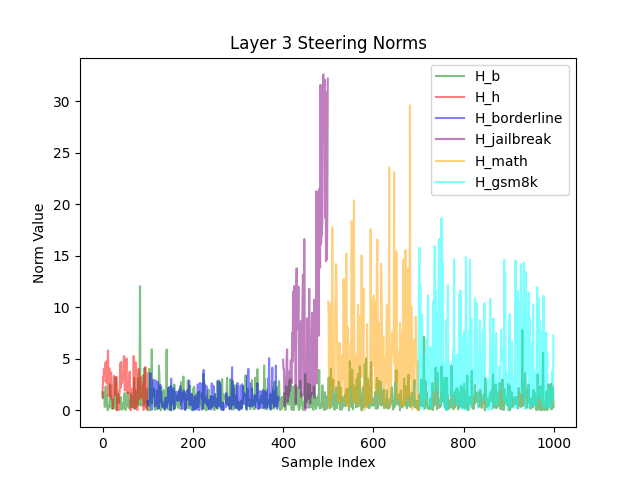 Layer 3 Steering Norms
Norm Value
30
25
20
15
10
5
0
0
200
400
600
800
1000
Sample Index
H_b
H_h
H_borderline
H_jailbreak
H_math
H_gsm8k